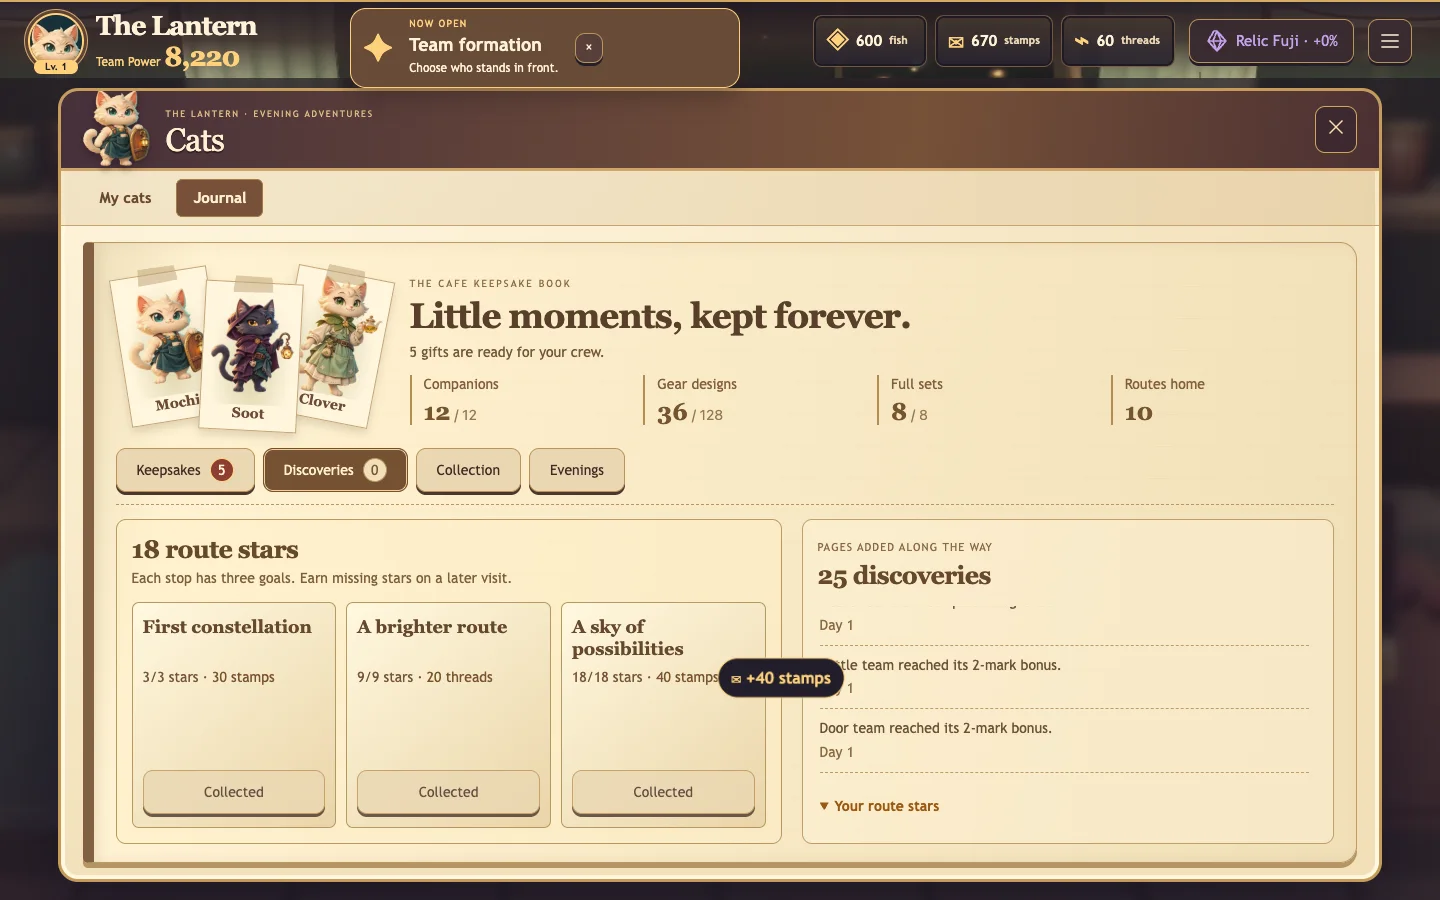 The Lantern
Team Power 8,220
Lv. 1
NOW OPEN
Team formation
Choose who stands in front.
×
600 fish
670 stamps
60 threads
Relic Fuji · +0%
THE LANTERN · EVENING ADVENTURES
Cats
My cats
Journal
Mochi
Soot
Clover
THE CAFE KEEPSAKE BOOK
Little moments, kept forever.
5 gifts are ready for your crew.
Companions
12 / 12
Gear designs
36 / 128
Full sets
8 / 8
Routes home
10
Keepsakes 5
Discoveries 0
Collection
Evenings
18 route stars
Each stop has three goals. Earn missing stars on a later visit.
First constellation
3/3 stars · 30 stamps
Collected
A brighter route
9/9 stars · 20 threads
Collected
A sky of
possibilities
18/18 stars · 40 stamps
Collected
+40 stamps
PAGES ADDED ALONG THE WAY
25 discoveries
Day 1
team reached its 2-mark bonus.
1
Door team reached its 2-mark bonus.
Day 1
▼ Your route stars